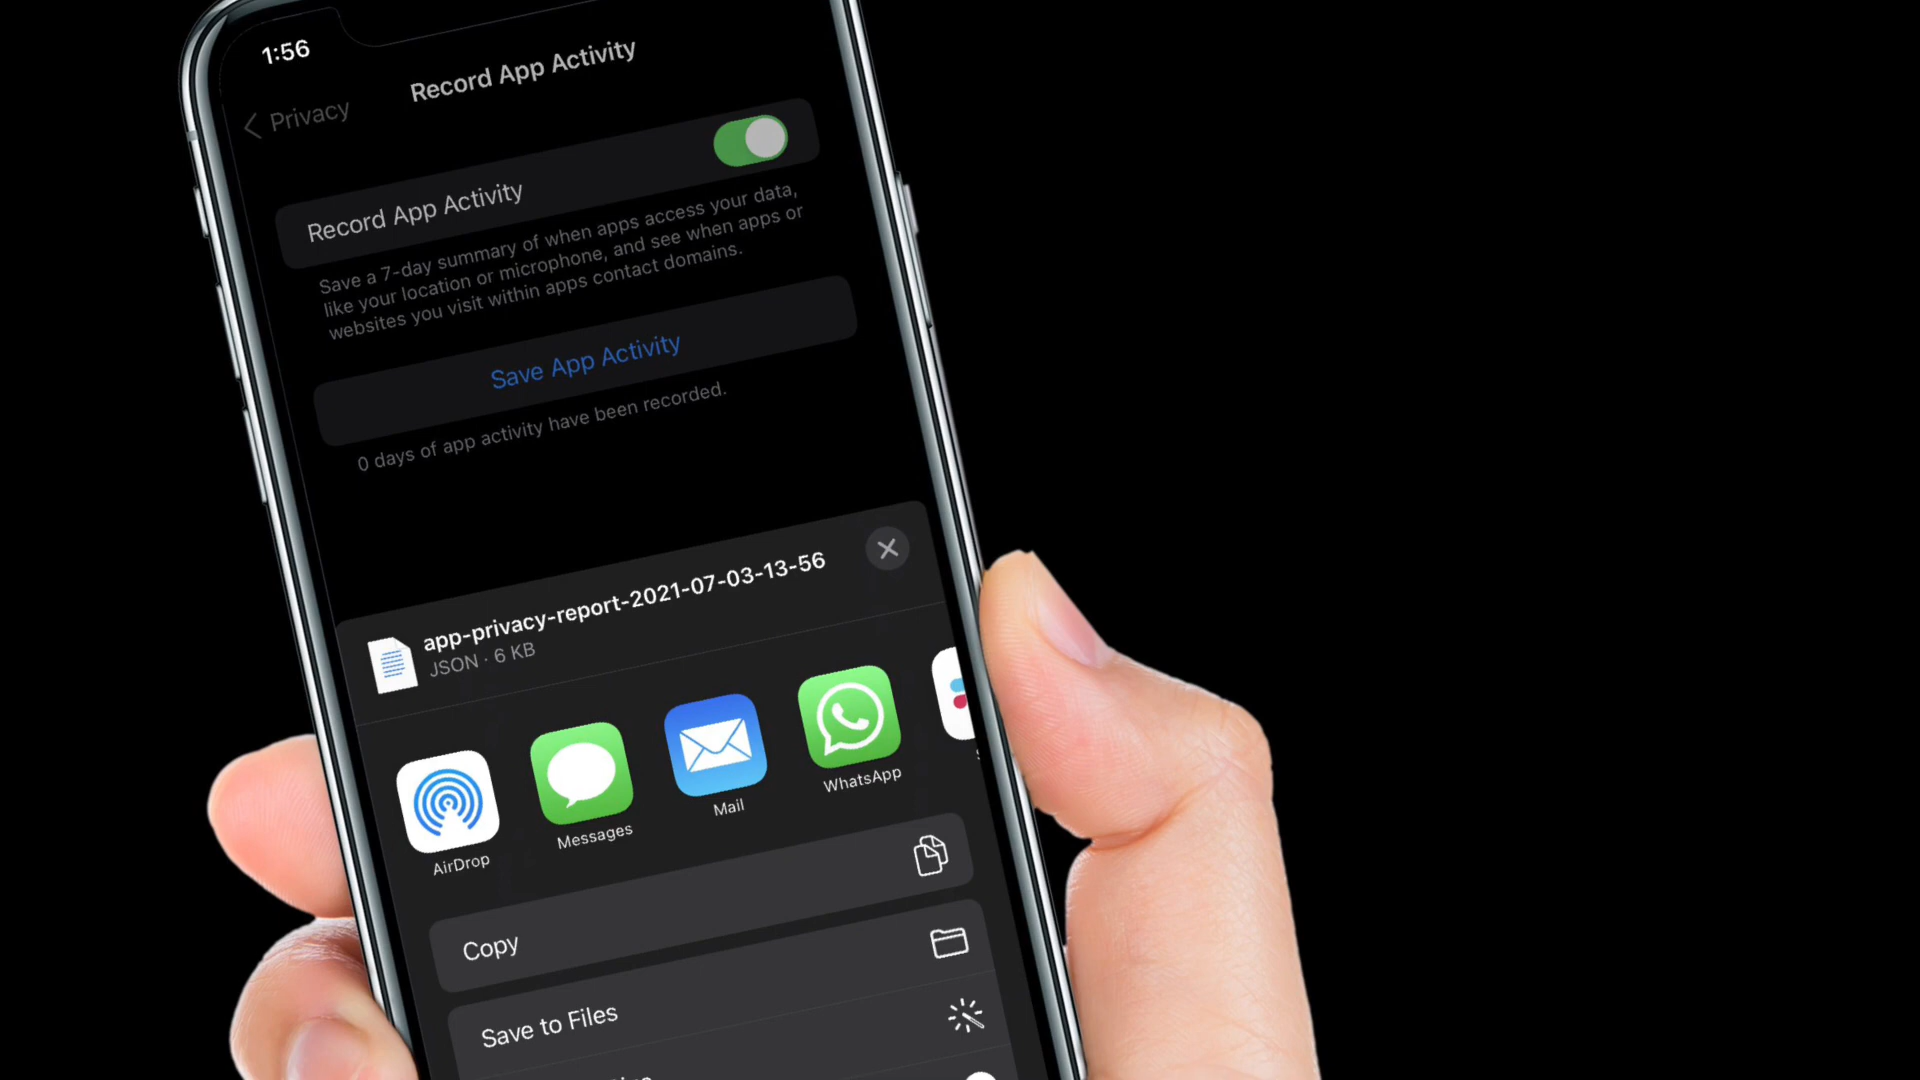 1:56
Privacy
Record App Activity
Record App Activity
Save a 7-day summary of when apps access your data,
like your location or microphone, and see when apps or
websites you visit within apps contact domains.
Save App Activity
0 days of app activity have been recorded.
app-privacy-report-2021-07-03-13-56
JSON · 6 KB
AirDrop
Messages
Mail
WhatsApp
Copy
Save to Files